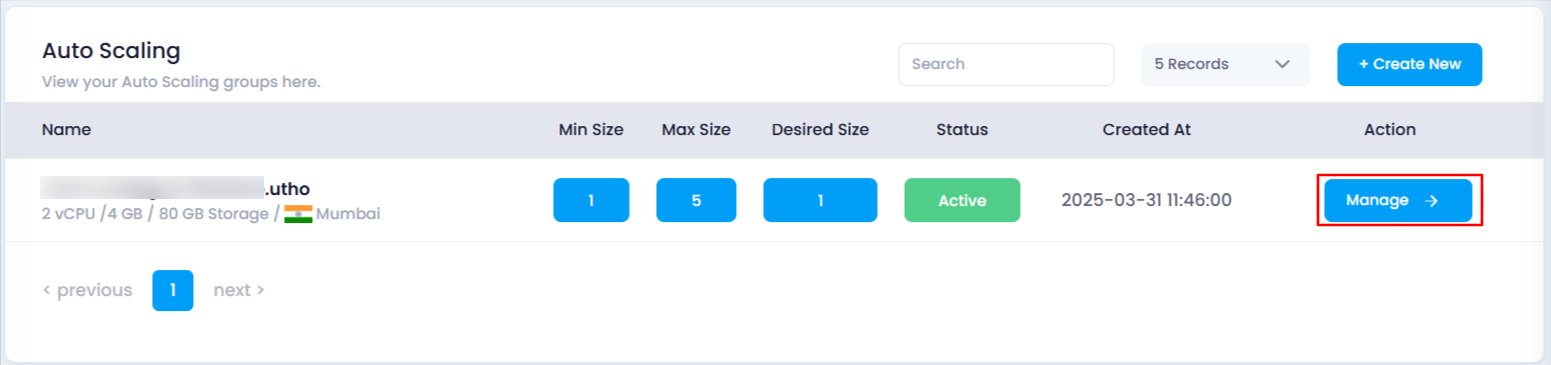 Auto Scaling
View your Auto Scaling groups here.
Search
5 Records
+ Create New
Name Min Size Max Size Desired Size Status Created At Action
.utho
1 5 1 Active 2025-03-31 11:46:00 Manage →
2 vCPU /4 GB / 80 GB Storage / Mumbai
< previous 1 next >